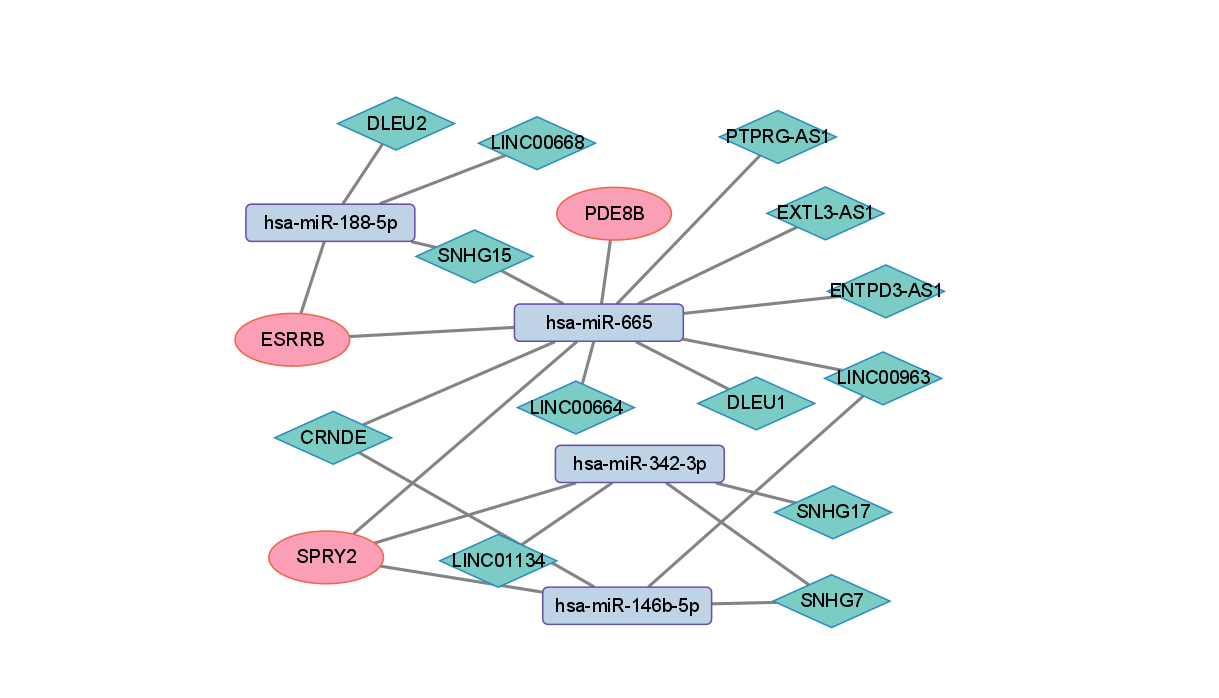 DLEU2
LINC00668
PTPRG-AS1
hsa-miR-188-5p
PDE8B
EXTL3-AS1
SNHG15
ENTPD3-AS1
hsa-miR-665
ESRRB
LINC00963
LINC00664
DLEU1
CRNDE
hsa-miR-342-3p
SNHG17
SPRY2
LINC01134
hsa-miR-146b-5p
SNHG7